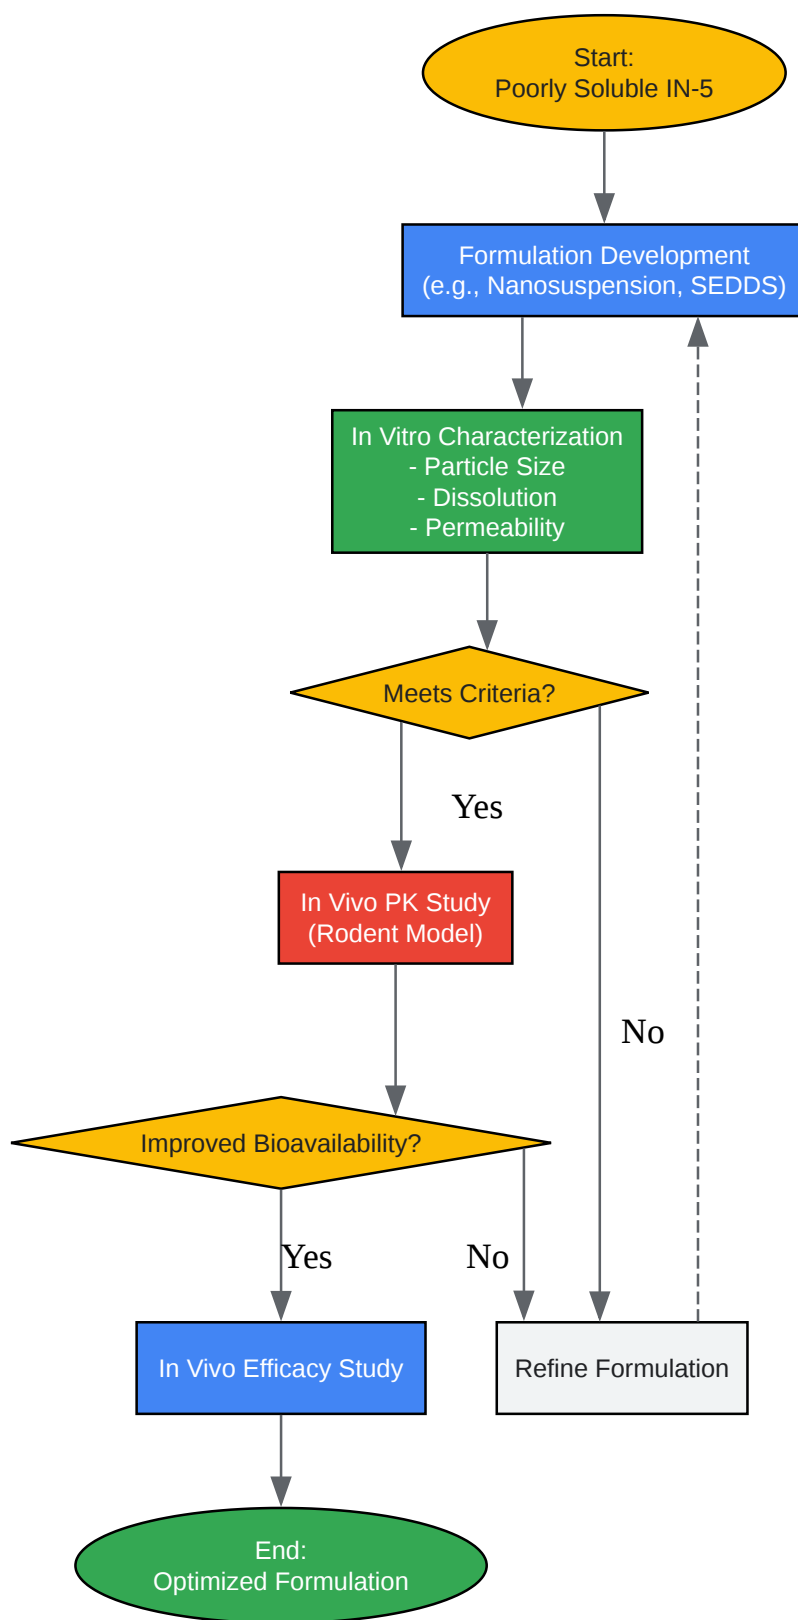 Start:
Poorly Soluble IN-5
Formulation Development
(e.g., Nanosuspension, SEDDS)
In Vitro Characterization
- Particle Size
- Dissolution
- Permeability
Meets Criteria?
Yes
In Vivo PK Study
(Rodent Model)
No
Improved Bioavailability?
Yes
No
In Vivo Efficacy Study
Refine Formulation
End:
Optimized Formulation